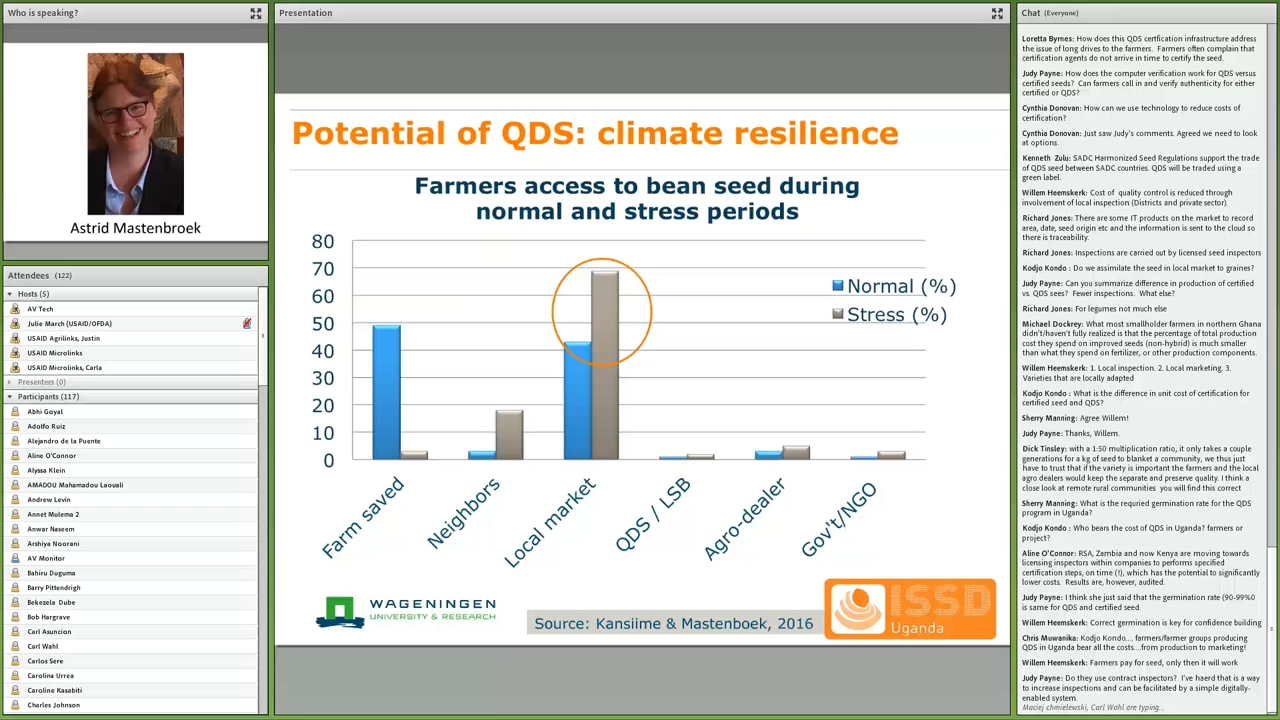 Who is speaking?
Astrid Mastenbroek
Attendees (122)
Hosts (5)
AV Tech
Julie March (USAID/OFDA)
USAID Agrilinks, Justin
USAID Microlinks
USAID Microlinks, Carla
Presenters (0)
Participants (117)
Abhi Goyal
Adolfo Ruiz
Alejandro de la Puente
Aline O'Connor
Alyssa Klein
AMADOU Mahamadou Laouali
Andrew Levin
Annet Mulema 2
Anwar Naseem
Arshiya Noorani
AV Monitor
Bahiru Duguma
Barry Pittendrigh
Bekezela Dube
Bob Hargrave
Carl Asuncion
Carl Wahl
Carlos Sere
Carolina Urrea
Caroline Kasabiti
Charles Johnson
Presentation
Potential of QDS: climate resilience
Farmers access to bean seed during
normal and stress periods
80
70
60
50
40
30
20
10
0
Normal (%)
Stress (%)
Farm saved
Neighbors
Local market
QDS / LSB
Agro-dealer
Gov't/NGO
WAGENINGEN
UNIVERSITY & RESEARCH
Source: Kansiime & Mastenboek, 2016
ISSD
Uganda
Chat (Everyone)
Loretta Byrnes: How does this QDS certfication infrastructure address
the issue of long drives to the farmers. Farmers often complain that
certification agents do not arrive in time to certify the seed.
Judy Payne: How does the computer verification work for QDS versus
certified seeds? Can farmers call in and verify authenticity for either
certified or QDS?
Cynthia Donovan: How can we use technology to reduce costs of
certification?
Cynthia Donovan: Just saw Judy's comments. Agreed we need to look
at options.
Kenneth Zulu: SADC Harmonized Seed Regulations support the trade
of QDS seed between SADC countries. QDS will be traded using a
green label.
Willem Heemskerk: Cost of quality control is reduced through
involvement of local inspection (Districts and private sector).
Richard Jones: There are some IT products on the market to record
area, date, seed origin etc and the information is sent to the cloud so
there is traceability.
Richard Jones: Inspections are carried out by licensed seed inspectors
Kodjo Kondo : Do we assimilate the seed in local market to graines?
Judy Payne: Can you summarize difference in production of certified
vs. QDS sees? Fewer inspections. What else?
Richard Jones: For legumes not much else
Michael Dockrey: What most smallholder farmers in northern Ghana
didn't/haven't fully realized is that the percentage of total production
cost they spend on improved seeds (non-hybrid) is much smaller
than what they spend on fertilizer, or other production components.
Willem Heemskerk: 1. Local inspection. 2. Local marketing. 3.
Varieties that are locally adapted
Kodjo Kondo : What is the difference in unit cost of certification for
certified seed and QDS?
Sherry Manning: Agree Willem!
Judy Payne: Thanks, Willem.
Dick Tinsley: with a 1:50 multiplication ratio, it only takes a couple
generations for a kg of seed to blanket a community, we thus just
have to trust that if the variety is important the farmers and the local
agro dealers would keep the separate and preserve quality. I think a
close look at remote rural communities you will find this correct
Sherry Manning: What is the requried germination rate for the QDS
program in Uganda?
Kodjo Kondo : Who bears the cost of QDS in Uganda? farmers or
project?
Aline O'Connor: RSA, Zambia and now Kenya are moving towards
licensing inspectors within companies to performs specified
certification steps, on time (!), which has the potential to significantly
lower costs. Results are, however, audited.
Judy Payne: I think she just said that the germination rate (90-99%0
is same for QDS and certified seed.
Willem Heemskerk: Correct germination is key for confidence building
Chris Muwanika: Kodjo Kondo.... farmers/farmer groups producing
QDS in Uganda bear all the costs....from production to marketing!
Willem Heemskerk: Farmers pay for seed, only then it will work
Judy Payne: Do they use contract inspectors? I've haerd that is a way
to increase inspections and can be facilitated by a simple digitally-
enabled system.
Maciej chmielewski, Carl Wahl are typing...